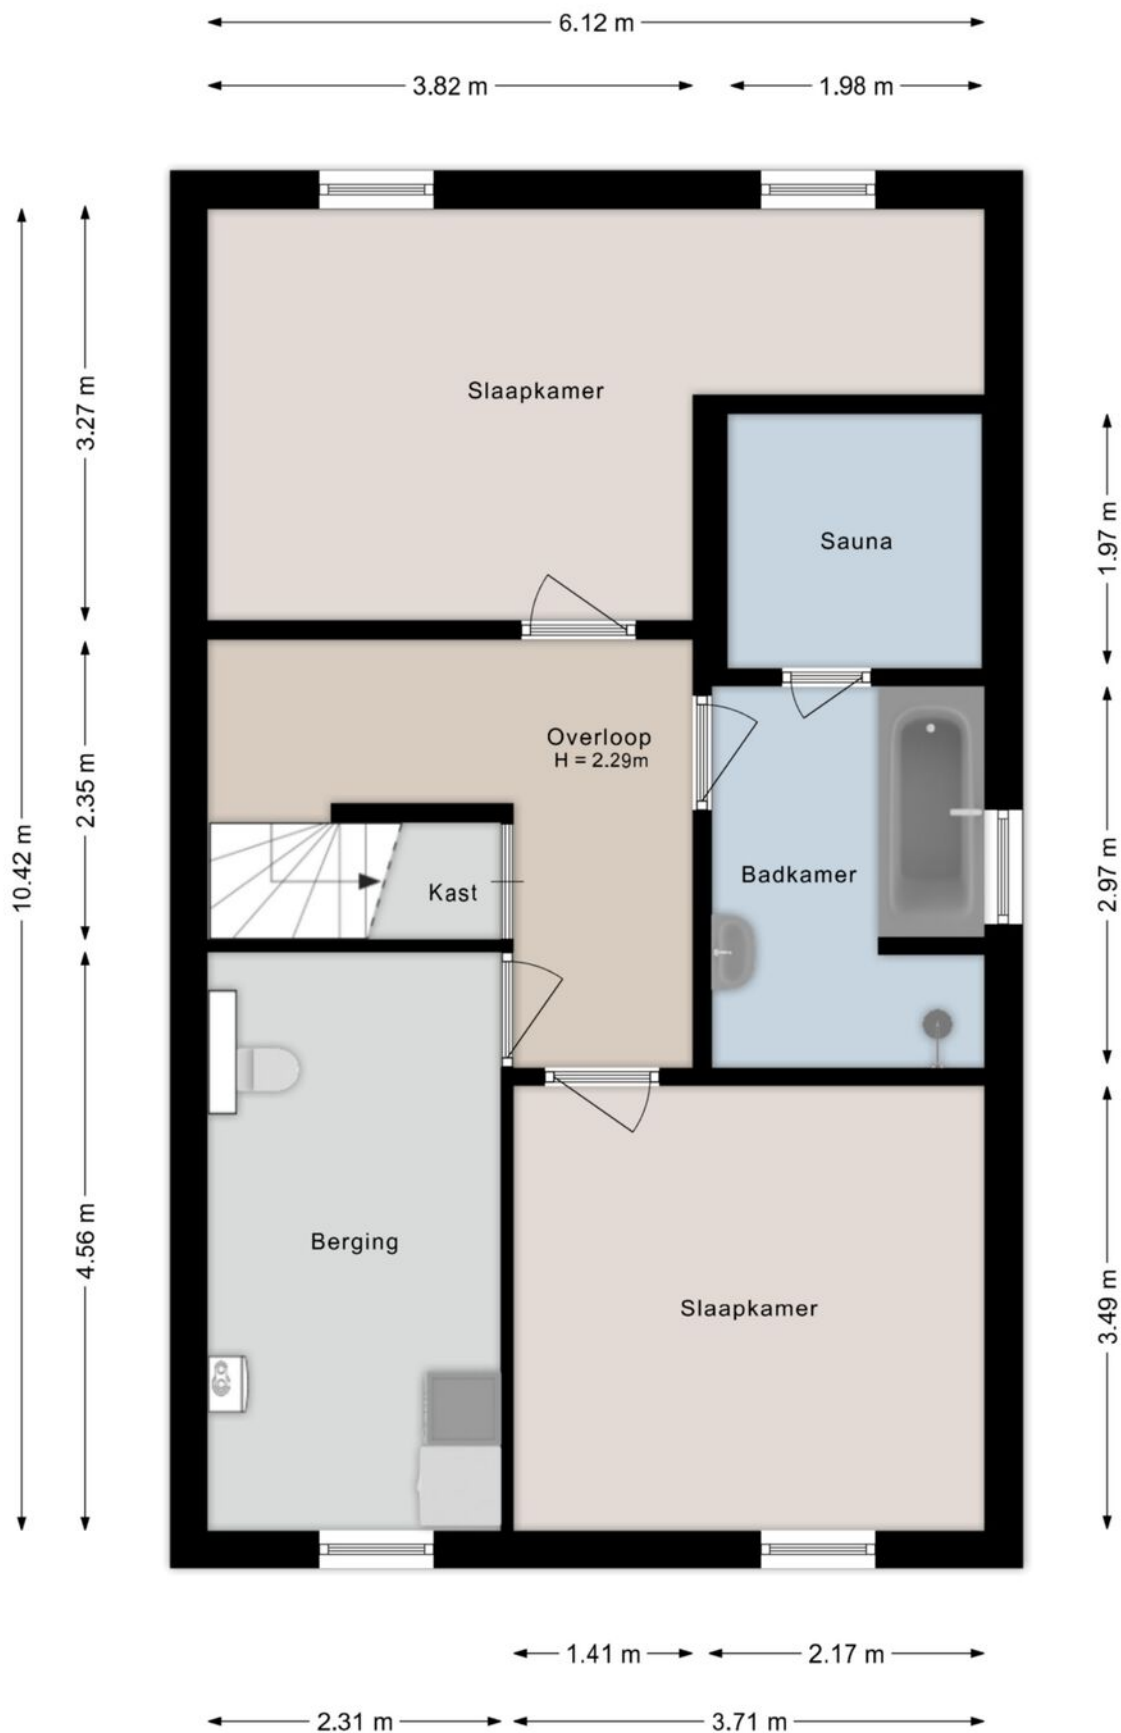 6.12 m
3.82 m
1.98 m
3.27 m
Slaapkamer
1.97 m
Sauna
Overloop
H = 2.29m
2.35 m
10.42 m
Kast
Badkamer
2.97 m
4.56 m
Berging
Slaapkamer
3.49 m
1.41 m
2.17 m
2.31 m
3.71 m